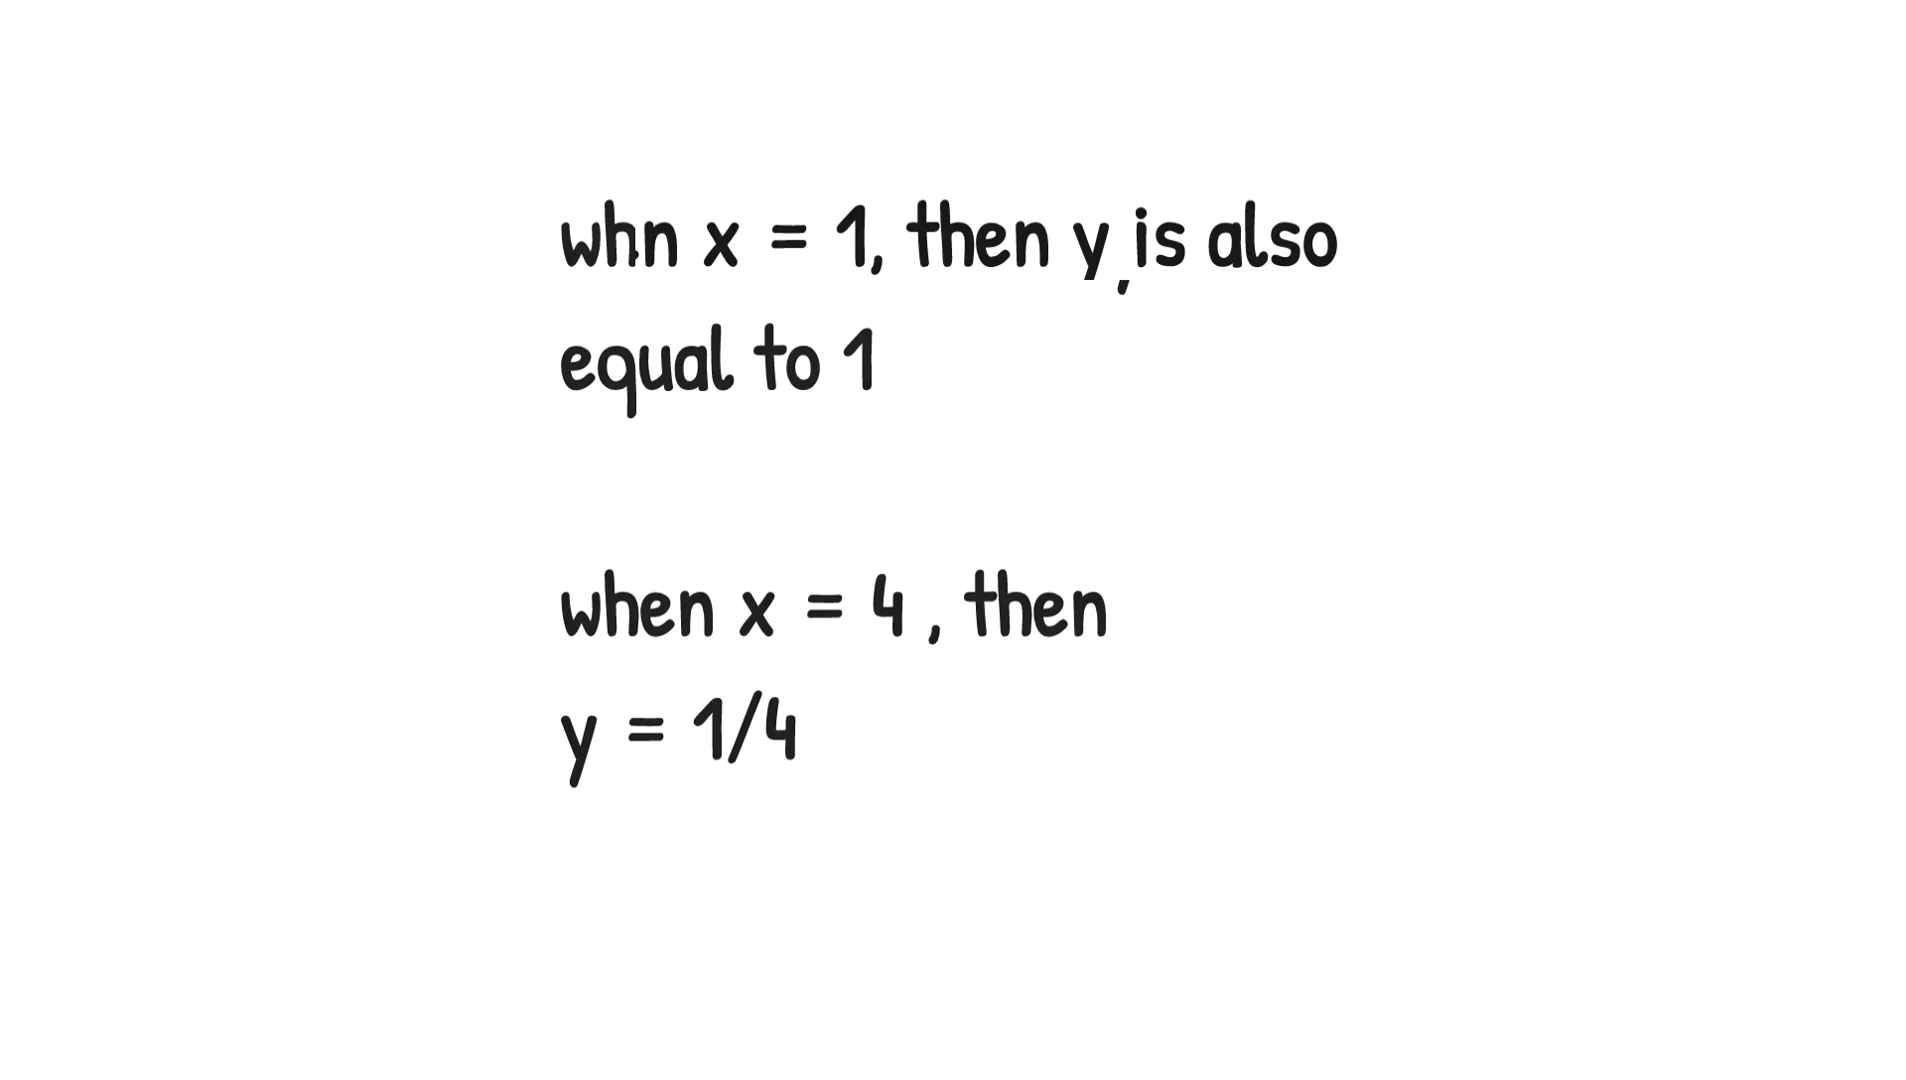 whn x = 1, then y is also
equal to 1
when x = 4 , then
y = 1/4